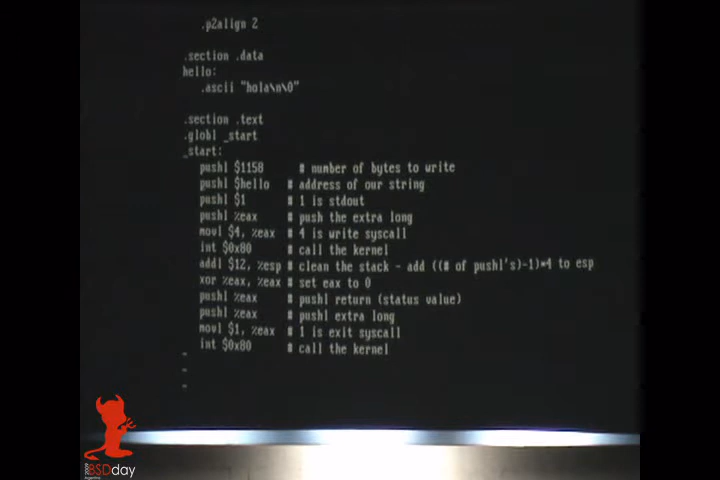 .p2align 2
.section .data
hello:
.ascii "hola\n\0"
.section .text
.globl _start
_start:
pushl $1158 # number of bytes to write
pushl $hello # address of our string
pushl $1 # 1 is stdout
pushl %eax # push the extra long
movl $4, %eax # 4 is write syscall
int $0x80 # call the kernel
addl $12, %esp # clean the stack - add ((# of pushl's)-1)*4 to esp
xor %eax, %eax # set eax to 0
pushl %eax # pushl return (status value)
pushl %eax # pushl extra long
movl $1, %eax # 1 is exit syscall
int $0x80 # call the kernel
BSDday
Argentina